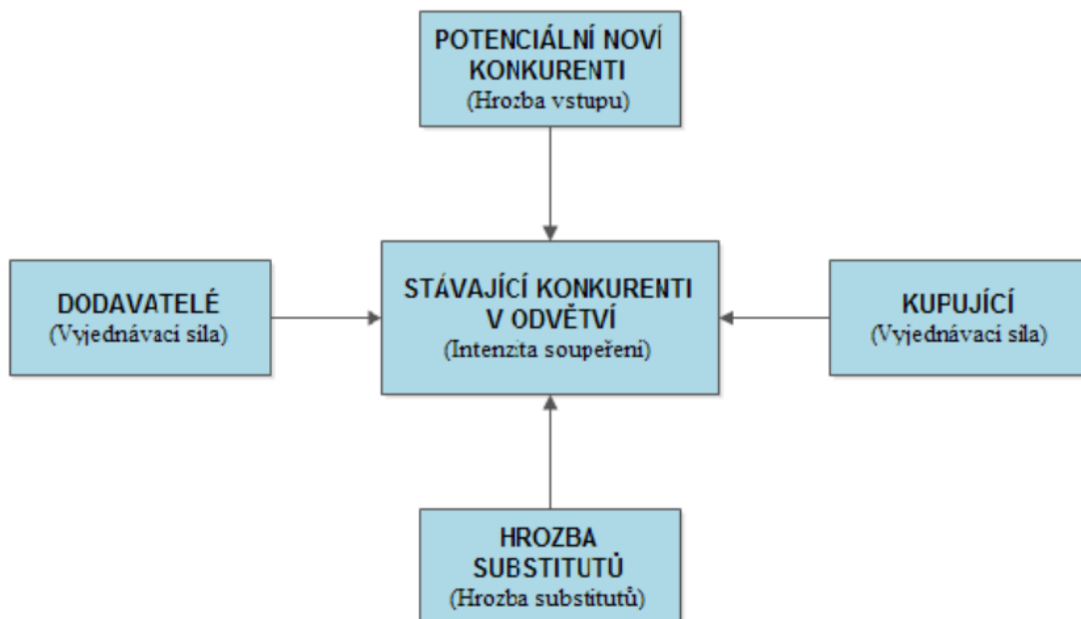 POTENCIÁLNÍ NOVÍ
KONKURENTI
(Hrozba vstupu)
DODAVATELÉ
(Vyjednávací síla)
STÁVAJÍCÍ KONKURENTI
V ODVĚTVÍ
(Intenzita soupeření)
KUPUJÍCÍ
(Vyjednávací síla)
HROZBA
SUBSTITUTŮ
(Hrozba substitutů)